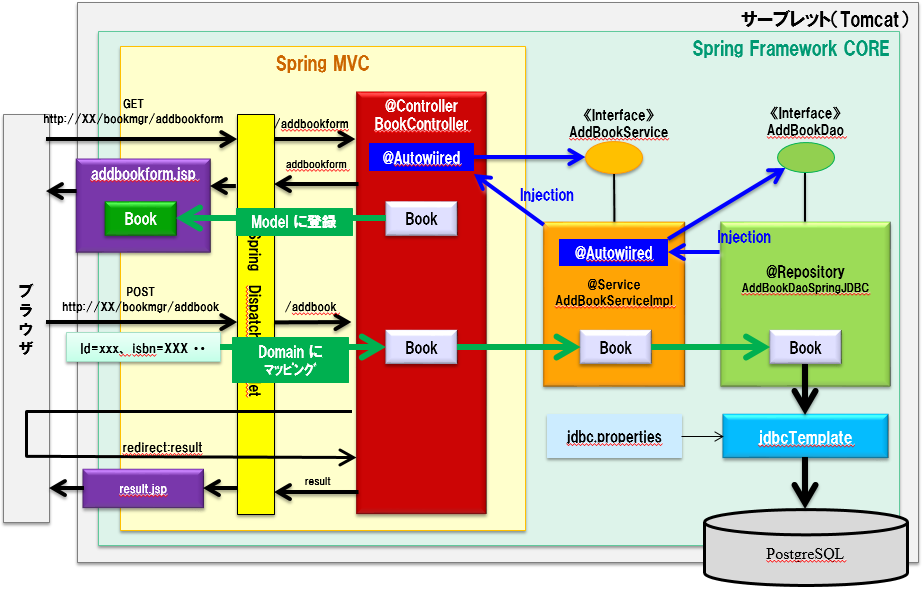 サーブレット(Tomcat)
Spring Framework CORE
Spring MVC
GET
http://XX/bookmgr/addbookform
/addbookform
@Controller
BookController
@Autowiired
addbookform
addbookform.jsp
Book
Model に登録
Book
Spring
Dispatch
et
ブラウザ
POST
http://XX/bookmgr/addbook
/addbook
Id=xxx、isbn=XXX ‥
Domain に
マッピング
Book
redirect:result
result.jsp
result
《Interface》
AddBookService
《Interface》
AddBookDao
Injection
Injection
@Autowiired
@Service
AddBookServiceImpl
Book
@Repository
AddBookDaoSpringJDBC
Book
jdbc.properties
jdbcTemplate
PostgreSQL